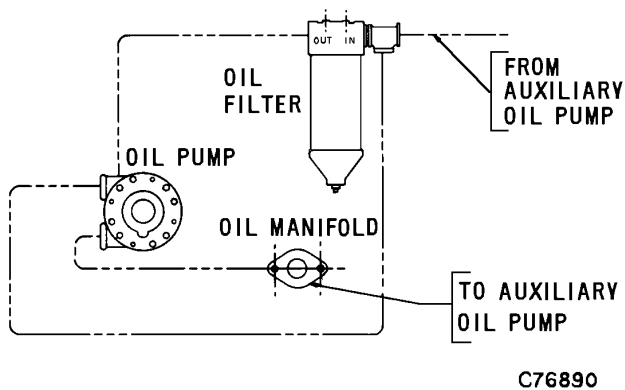 OUT IN
OIL
FILTER
FROM
AUXILIARY
OIL PUMP
OIL PUMP
OIL MANIFOLD
TO AUXILIARY
OIL PUMP
C76890